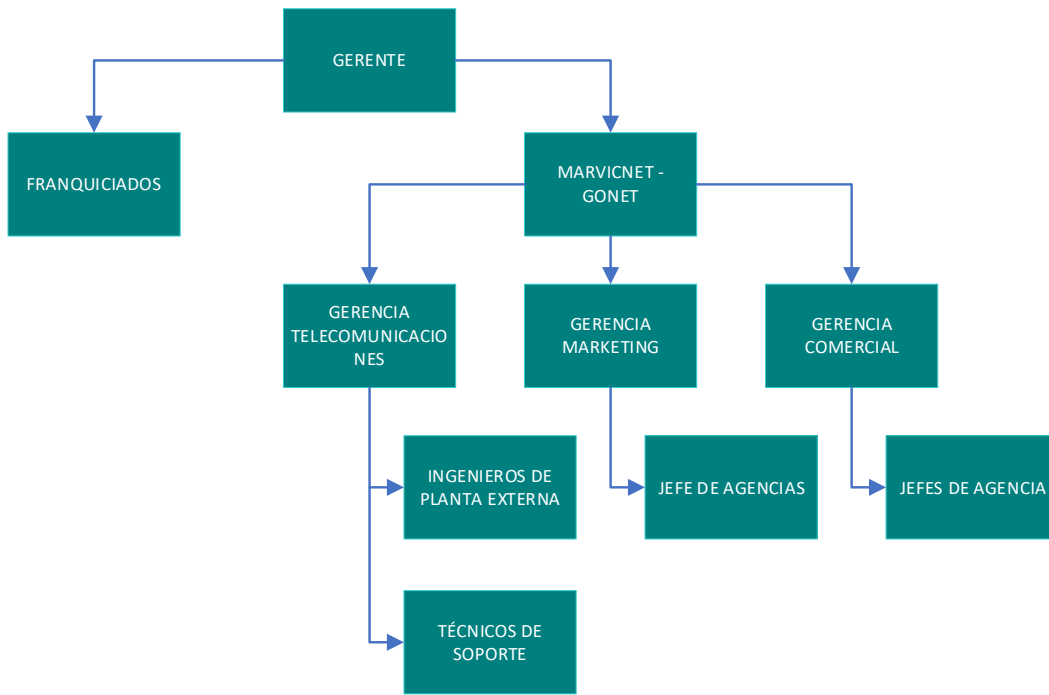 GERENTE
FRANQUICIADOS
MARVICNET -
GONET
GERENCIA
TELECOMUNICACIO
NES
GERENCIA
MARKETING
GERENCIA
COMERCIAL
INGENIEROS DE
PLANTA EXTERNA
JEFE DE AGENCIAS
JEFES DE AGENCIA
TÉCNICOS DE
SOPORTE